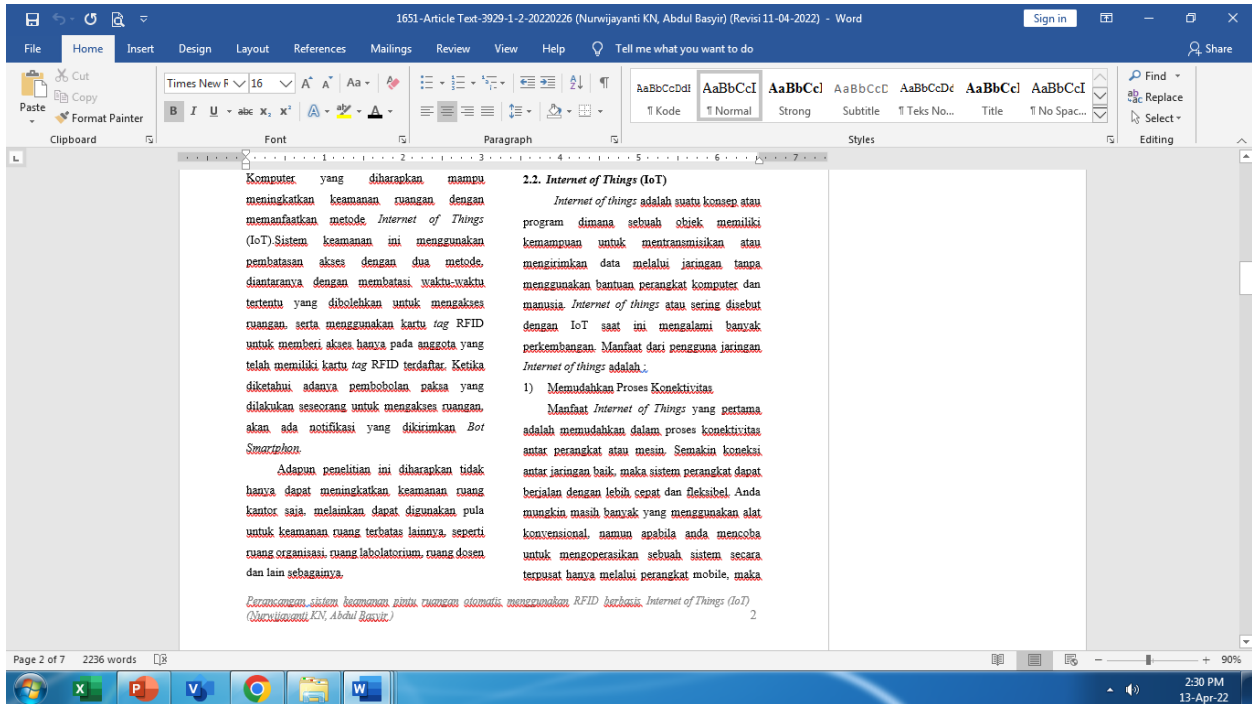 1651-Article Text-3929-1-2-20220226 (Nurwijayanti KN, Abdul Basyir) (Revisi 11-04-2022) - Word
Sign in
File Home Insert Design Layout References Mailings Review View Help Tell me what you want to do
Share
Paste
Cut
Copy
Format Painter
Clipboard
Times New F 16
Font
Paragraph
AaBbCcDdI AaBbCcI AaBbCcI AaBbCcD AaBbCcDc AaBbCcI AaBbCcI
¶ Kode ¶ Normal Strong Subtitle ¶ Teks No... Title ¶ No Spac...
Styles
Find
Replace
Select
Editing
1 2 3 4 5 6 7
Komputer yang diharapkan mampu
meningkatkan keamanan ruangan dengan
memanfaatkan metode Internet of Things
(IoT).Sistem keamanan ini menggunakan
pembatasan akses dengan dua metode,
diantaranya dengan membatasi waktu-waktu
tertentu yang dibolehkan untuk mengakses
ruangan, serta menggunakan kartu tag RFID
untuk memberi akses hanya pada anggota yang
telah memiliki kartu tag RFID terdaftar. Ketika
diketahui adanya pembobolan paksa yang
dilakukan seseorang untuk mengakses ruangan,
akan ada notifikasi yang dikirimkan Bot
Smartphon.
Adapun penelitian ini diharapkan tidak
hanya dapat meningkatkan keamanan ruang
kantor saja, melainkan dapat digunakan pula
untuk keamanan ruang terbatas lainnya, seperti
ruang organisasi, ruang labolatorium, ruang dosen
dan lain sebagainya.
2.2. Internet of Things (IoT)
Internet of things adalah suatu konsep atau
program dimana sebuah objek memiliki
kemampuan untuk mentransmisikan atau
mengirimkan data melalui jaringan tanpa
menggunakan bantuan perangkat komputer dan
manusia. Internet of things atau sering disebut
dengan IoT saat ini mengalami banyak
perkembangan. Manfaat dari pengguna jaringan
Internet of things adalah :
1) Memudahkan Proses Konektivitas
Manfaat Internet of Things yang pertama
adalah memudahkan dalam proses konektivitas
antar perangkat atau mesin. Semakin koneksi
antar jaringan baik, maka sistem perangkat dapat
berjalan dengan lebih cepat dan fleksibel. Anda
mungkin masih banyak yang menggunakan alat
konvensional, namun apabila anda mencoba
untuk mengoperasikan sebuah sistem secara
terpusat hanya melalui perangkat mobile, maka
Perancangan sistem keamanan pintu ruangan otomatis menggunakan RFID berbasis Internet of Things (IoT)
(Nurwijayanti KN, Abdul Basyir )
2
Page 2 of 7 2236 words
90%
2:30 PM
13-Apr-22